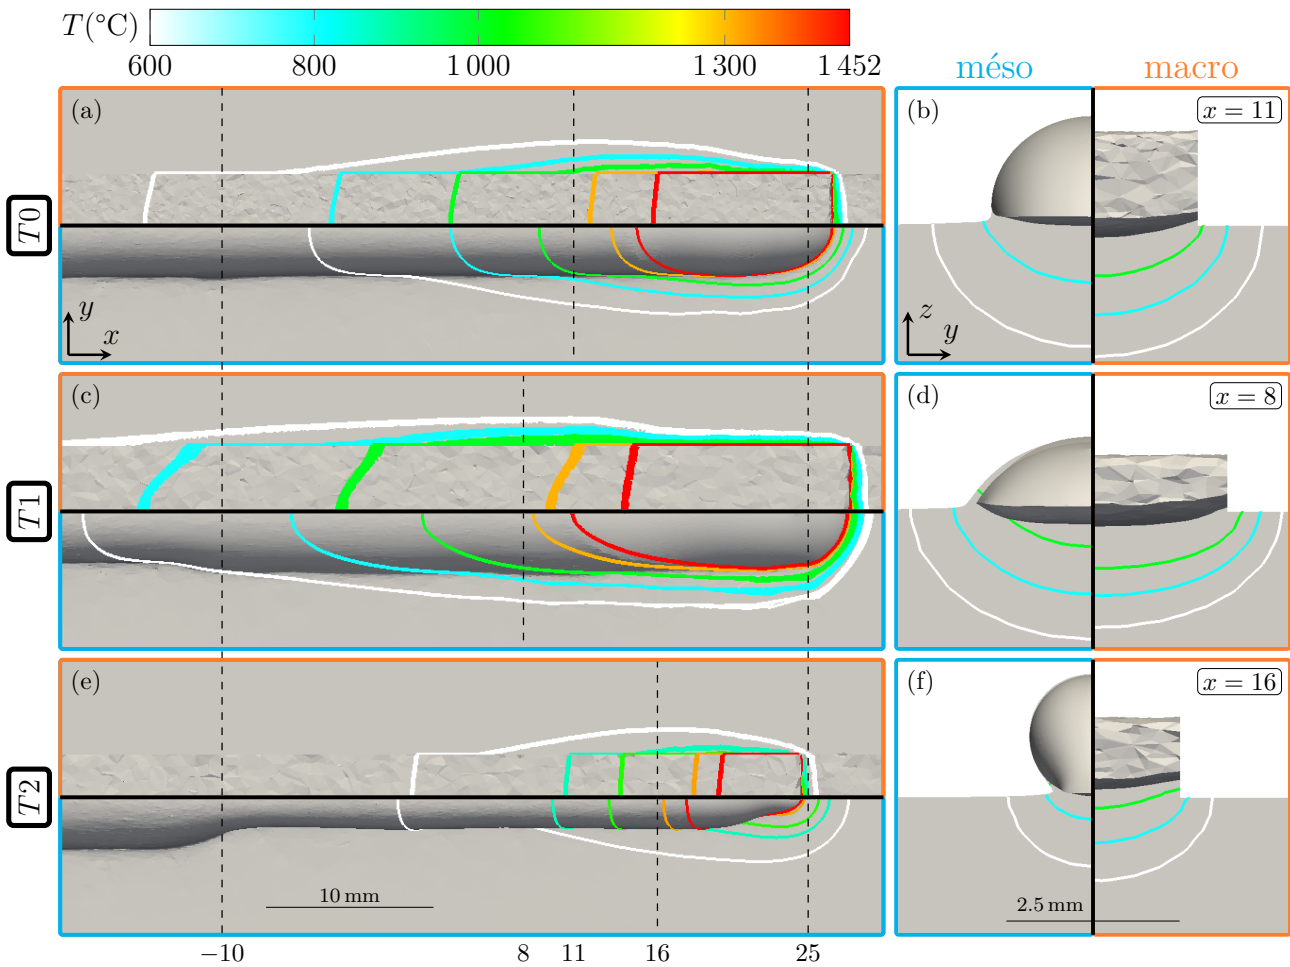 T(°C)
600 800 1 000 1 300 1 452
méso macro
(a)
(b) x = 11
T0
y
x
z
y
(c)
(d) x = 8
T1
(e)
(f) x = 16
T2
10 mm
2.5 mm
−10 8 11 16 25